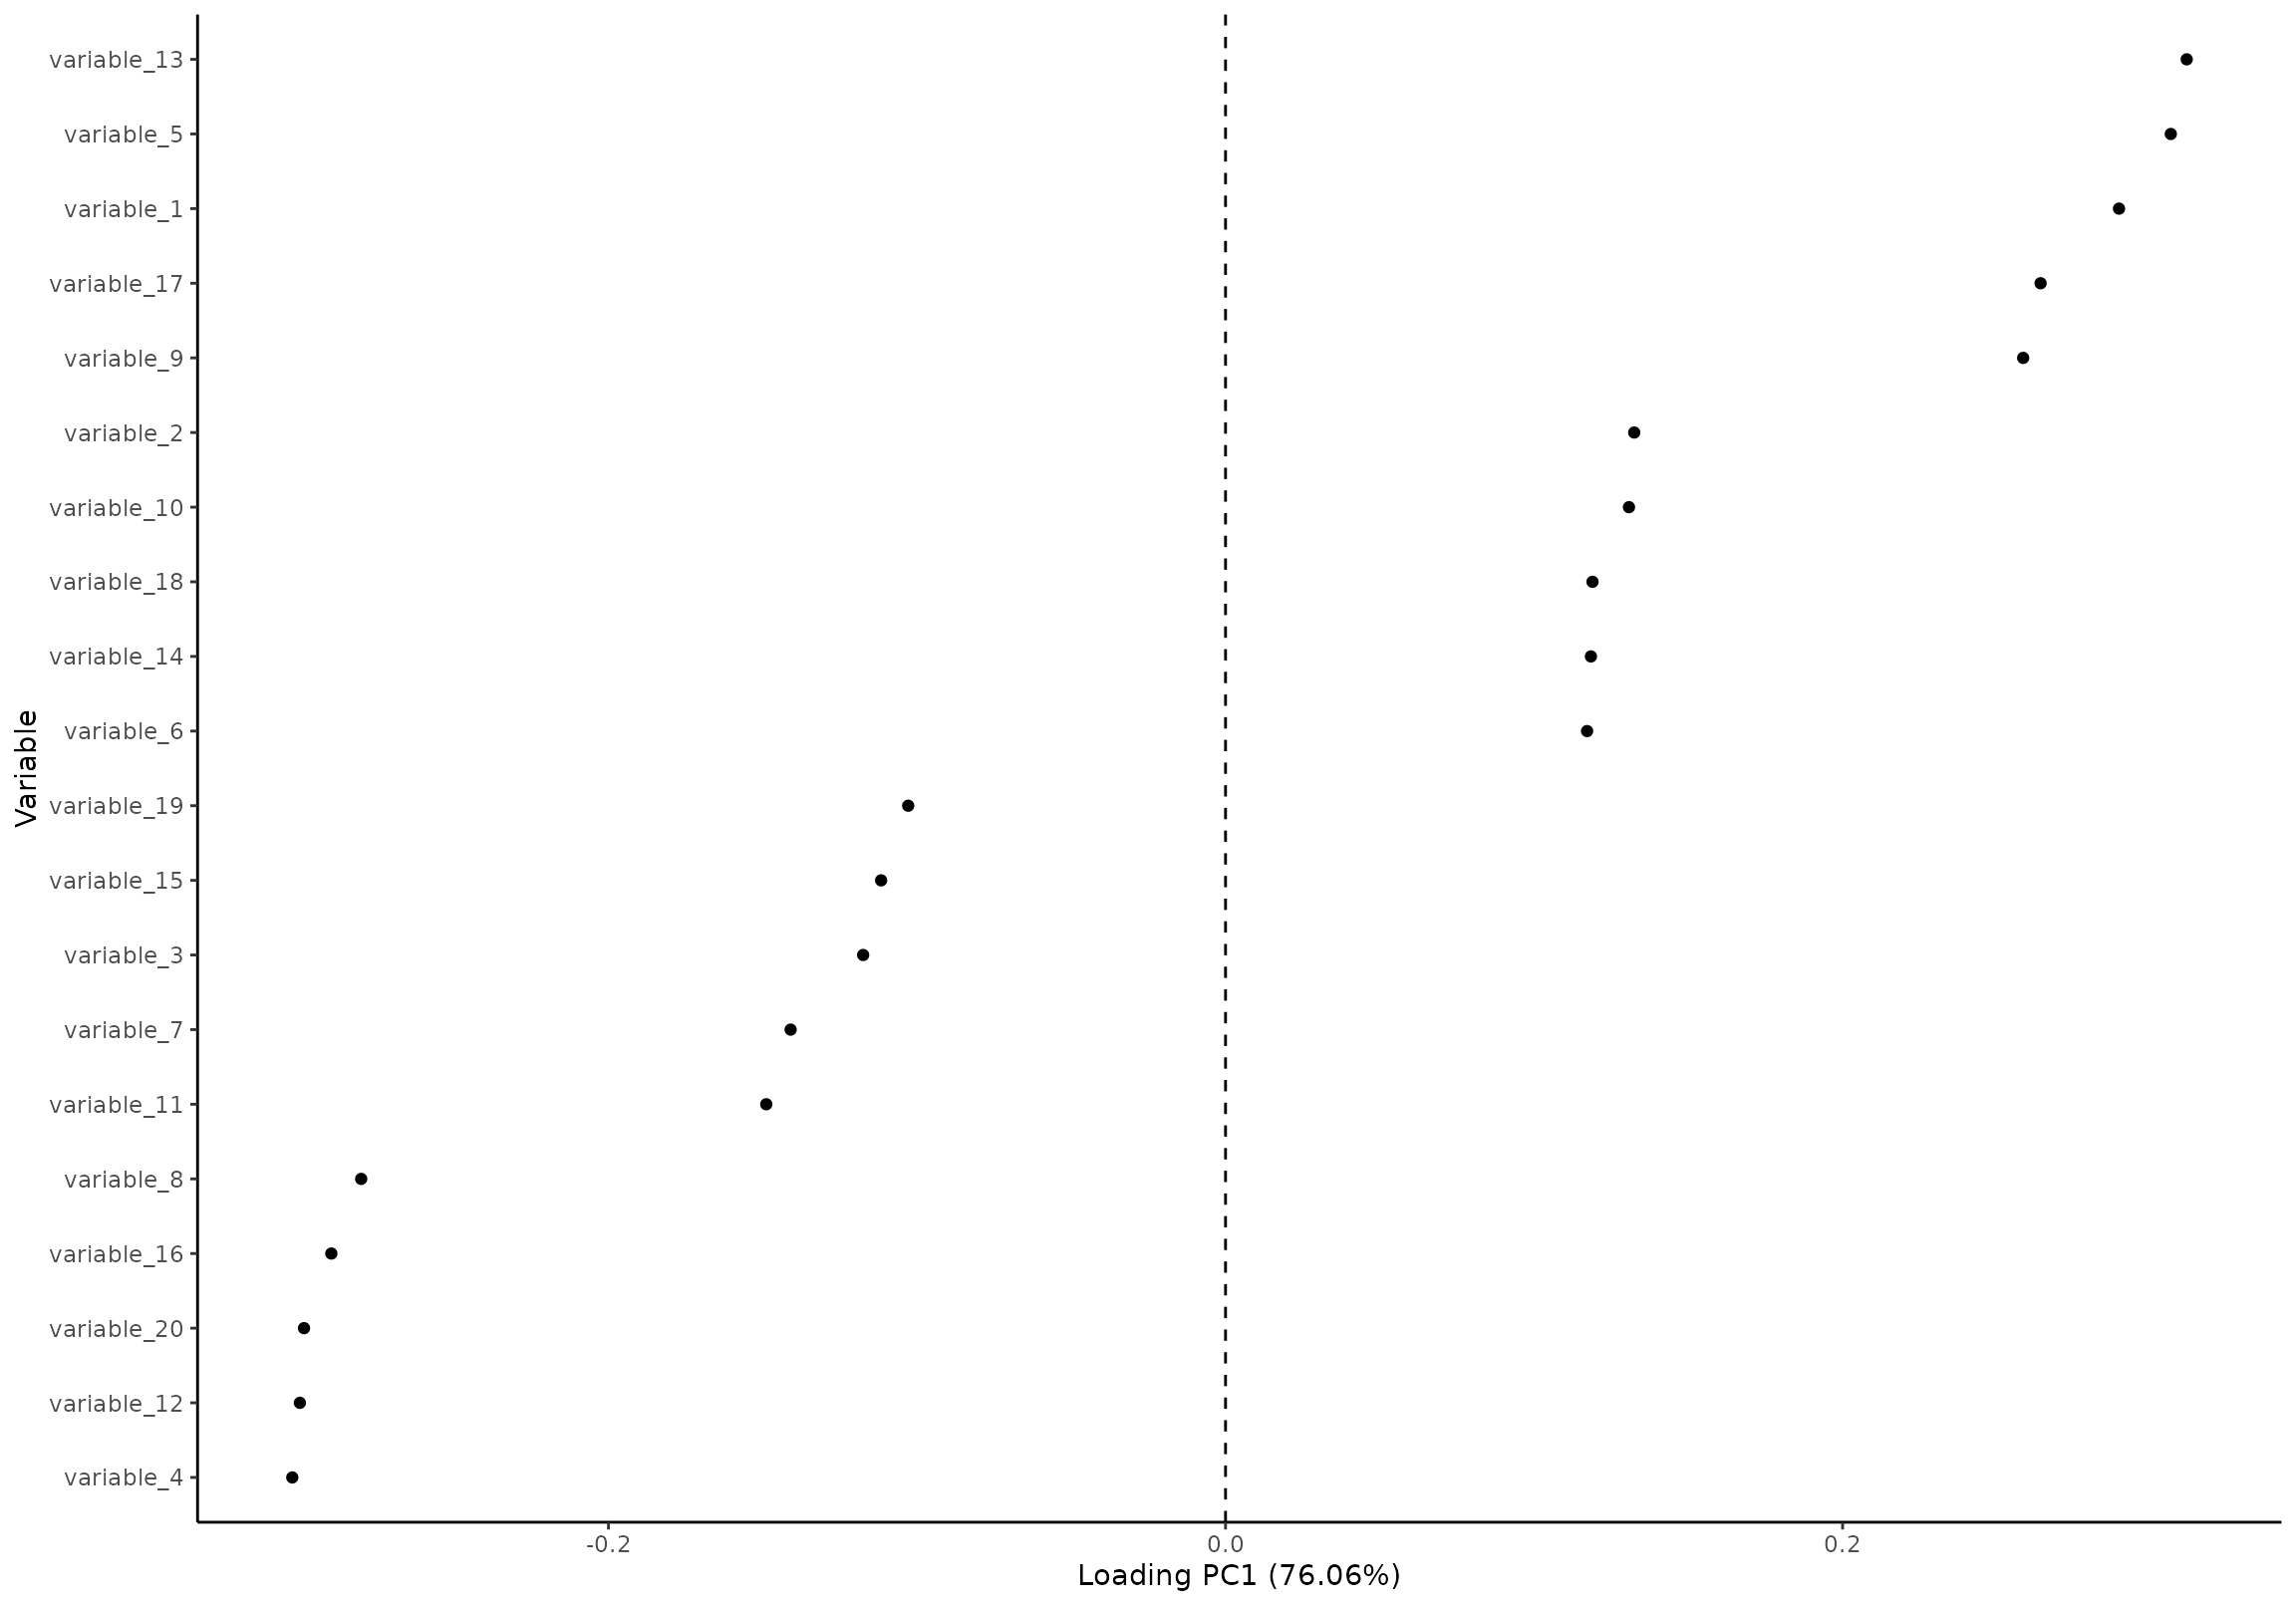 variable_13
variable_5
variable_1
variable_17
variable_9
variable_2
variable_10
variable_18
variable_14
variable_6
variable_19
variable_15
variable_3
variable_7
variable_11
variable_8
variable_16
variable_20
variable_12
variable_4
Variable
-0.2 0.0 0.2
Loading PC1 (76.06%)